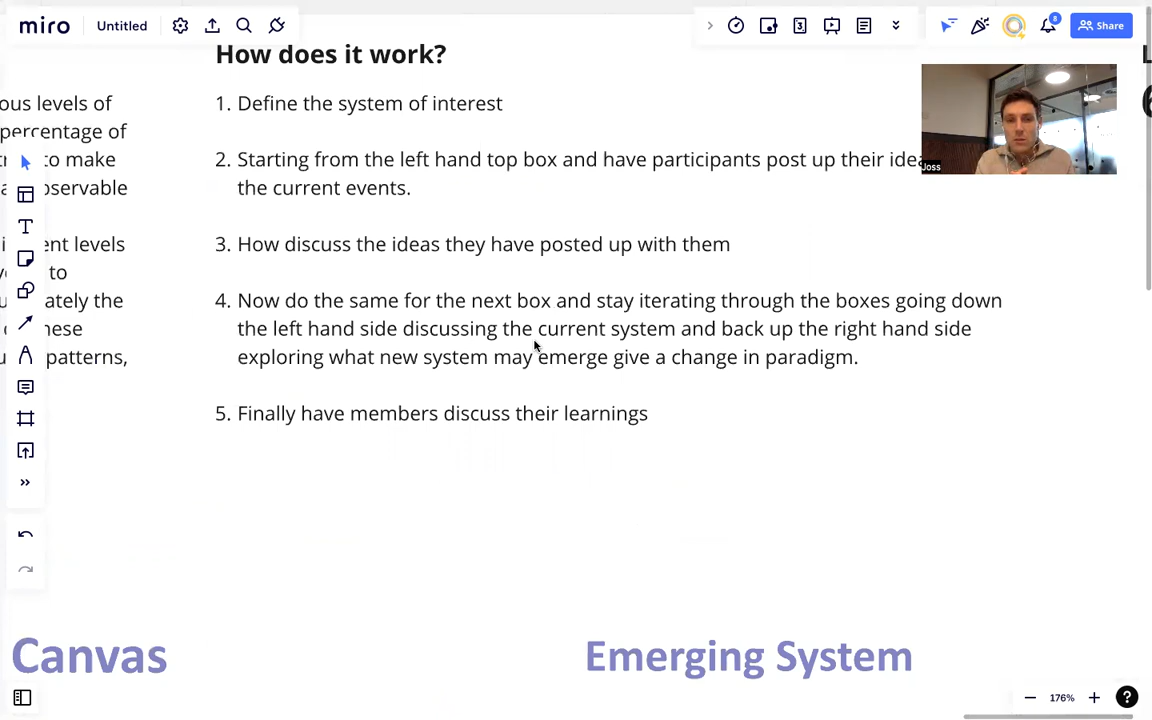 miro Untitled
3
8
Share
How does it work?
ous levels of
percentage of
to make
bservable
ent levels
to
ately the
hese
patterns,
1. Define the system of interest
2. Starting from the left hand top box and have participants post up their idea
the current events.
3. How discuss the ideas they have posted up with them
4. Now do the same for the next box and stay iterating through the boxes going down
the left hand side discussing the current system and back up the right hand side
exploring what new system may emerge give a change in paradigm.
5. Finally have members discuss their learnings
Joss
Canvas
Emerging System
176%